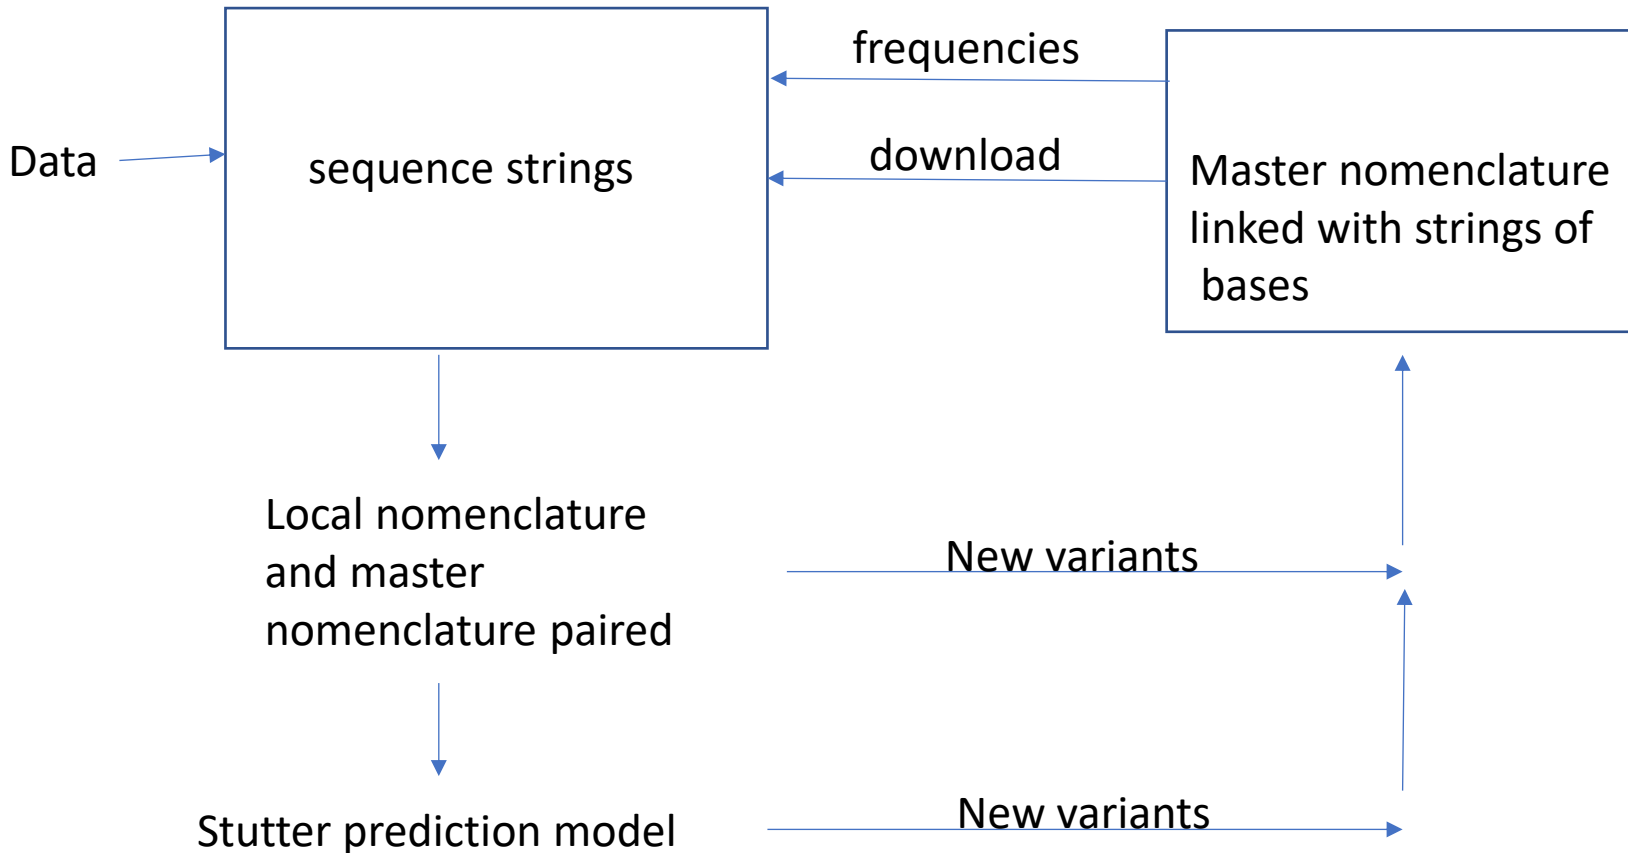 frequencies
Data
sequence strings
download
Master nomenclature
linked with strings of
bases
Local nomenclature
and master
nomenclature paired
New variants
Stutter prediction model
New variants